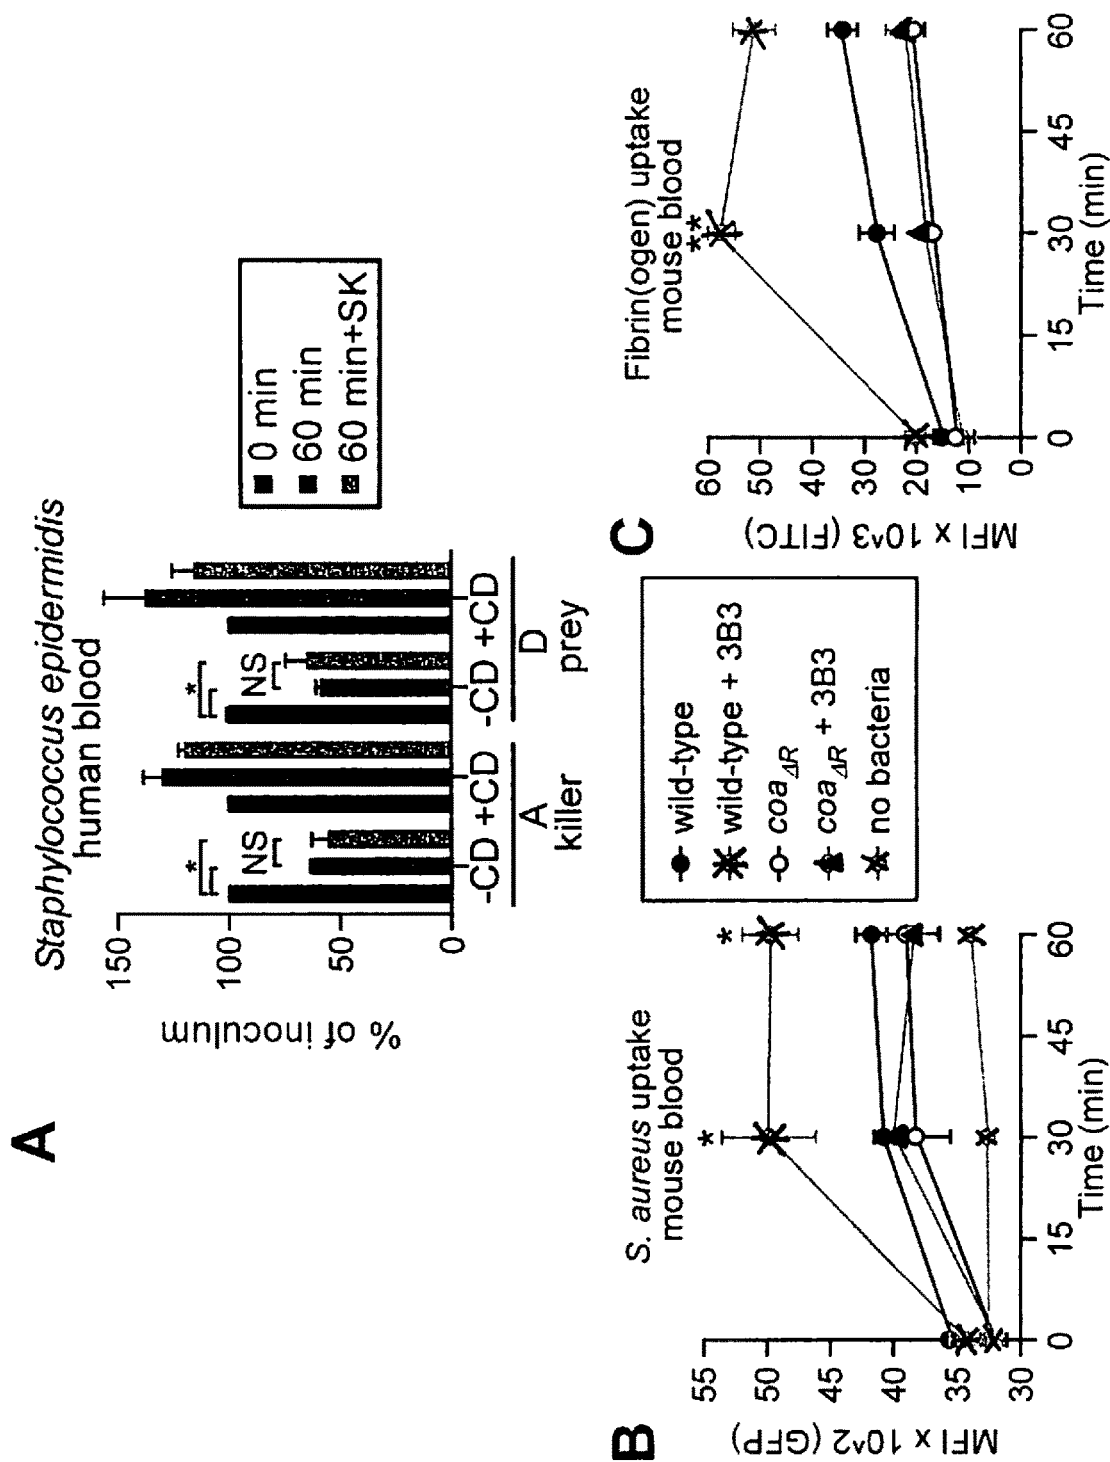 A
Staphylococcus epidermidis
human blood
% of inoculum
150
100
50
0
-CD +CD -CD +CD
A D
killer prey
* NS * NS
0 min
60 min
60 min+SK
B
S. aureus uptake
mouse blood
MFI x 10^2 (GFP)
55
50
45
40
35
30
* *
0 15 30 45 60
Time (min)
wild-type
wild-type + 3B3
coaΔR
coaΔR + 3B3
no bacteria
C
Fibrin(ogen) uptake
mouse blood
MFI x 10^3 (FITC)
60
50
40
30
20
10
0
**
0 15 30 45 60
Time (min)